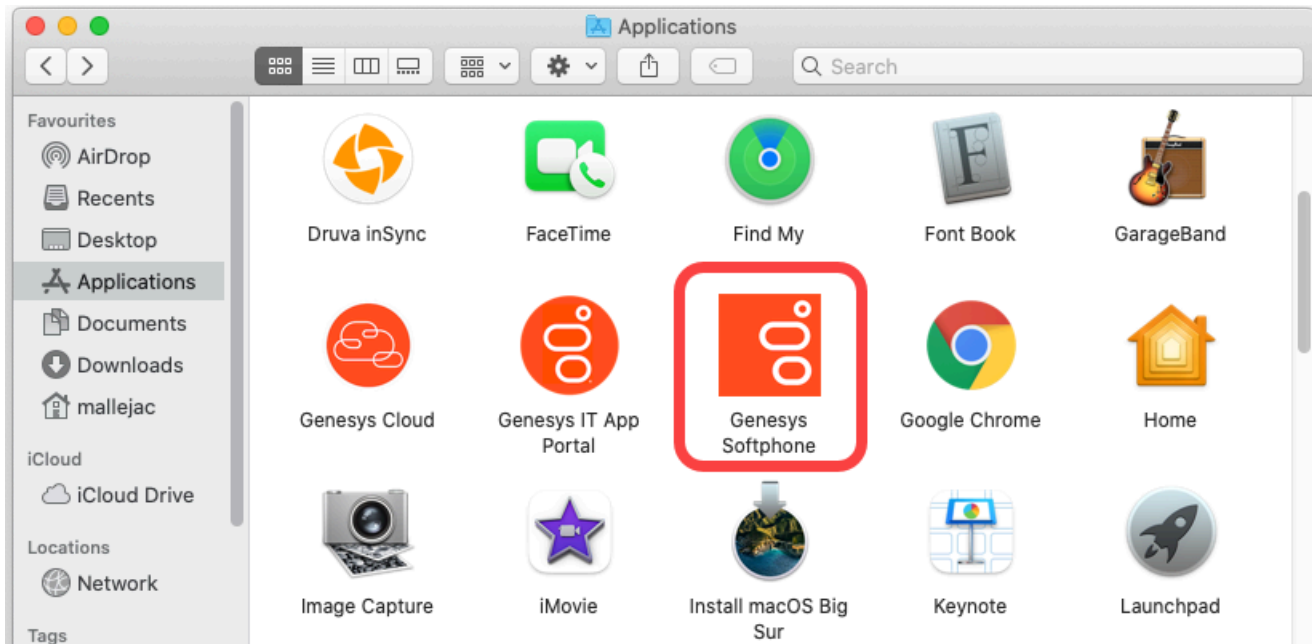 Applications
Search
Favourites
AirDrop
Recents
Desktop
Applications
Documents
Downloads
mallejac
iCloud
iCloud Drive
Locations
Network
Tags
Druva inSync
FaceTime
Find My
Font Book
GarageBand
Genesys Cloud
Genesys IT App
Portal
Genesys
Softphone
Google Chrome
Home
Image Capture
iMovie
Install macOS Big
Sur
Keynote
Launchpad